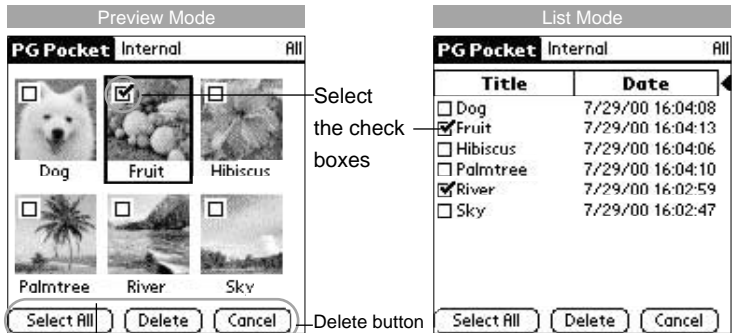 Preview Mode
PG Pocket Internal All
Dog Fruit Hibiscus
Palmtree River Sky
Select All Delete Cancel
Select
the check
boxes
Delete button
List Mode
PG Pocket Internal All
Title Date
Dog 7/29/00 16:04:08
Fruit 7/29/00 16:04:13
Hibiscus 7/29/00 16:04:06
Palmtree 7/29/00 16:04:10
River 7/29/00 16:02:59
Sky 7/29/00 16:02:47
Select All Delete Cancel